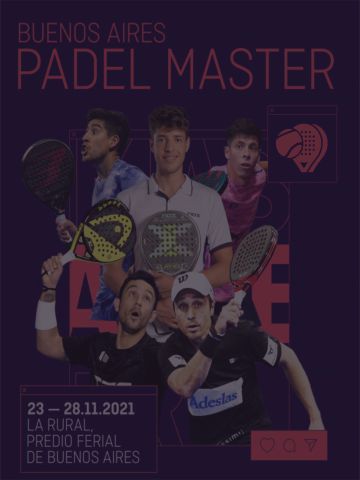 BUENOS AIRES
PADEL MASTER
Adeslas
23 — 28.11.2021
LA RURAL,
PREDIO FERIAL
DE BUENOS AIRES